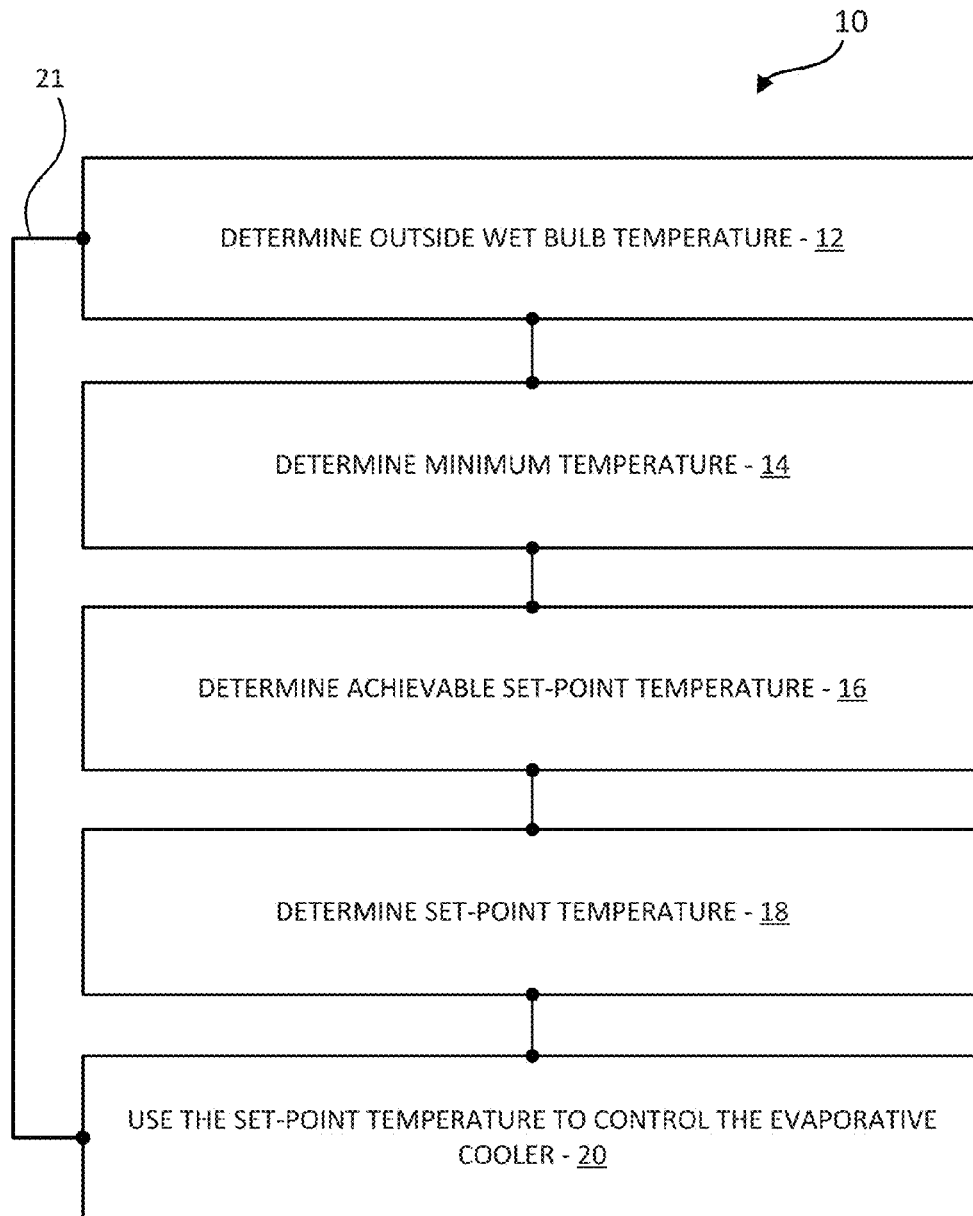 10
21
DETERMINE OUTSIDE WET BULB TEMPERATURE - 12
DETERMINE MINIMUM TEMPERATURE - 14
DETERMINE ACHIEVABLE SET-POINT TEMPERATURE - 16
DETERMINE SET-POINT TEMPERATURE - 18
USE THE SET-POINT TEMPERATURE TO CONTROL THE EVAPORATIVE
COOLER - 20